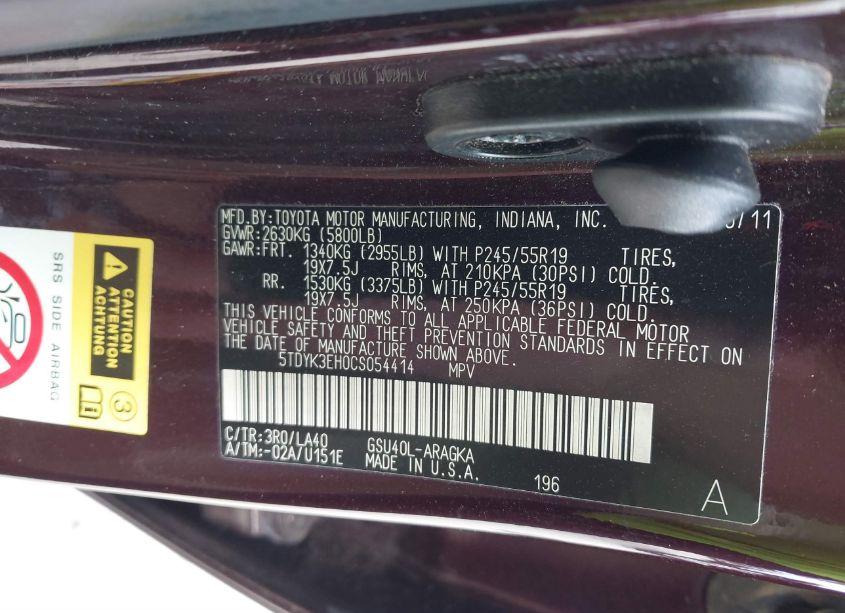 MFD.BY:TOYOTA MOTOR MANUFACTURING, INDIANA, INC. /11
GVWR:2630KG (5800LB)
GAWR:FRT. 1340KG (2955LB) WITH P245/55R19 TIRES,
19X7.5J RIMS, AT 210KPA (30PSI) COLD.
RR. 1530KG (3375LB) WITH P245/55R19 TIRES,
19X7.5J RIMS, AT 250KPA (36PSI) COLD.
THIS VEHICLE CONFORMS TO ALL APPLICABLE FEDERAL MOTOR
VEHICLE SAFETY AND THEFT PREVENTION STANDARDS IN EFFECT ON
THE DATE OF MANUFACTURE SHOWN ABOVE.
5TDYK3EH0CS054414 MPV
C/TR:3R0/LA40 GSU40L-ARAGKA
A/TM:-02A/U151E MADE IN U.S.A.
196
A
SRS SIDE AIRBAG
CAUTION
ATTENTION
ACHTUNG
3